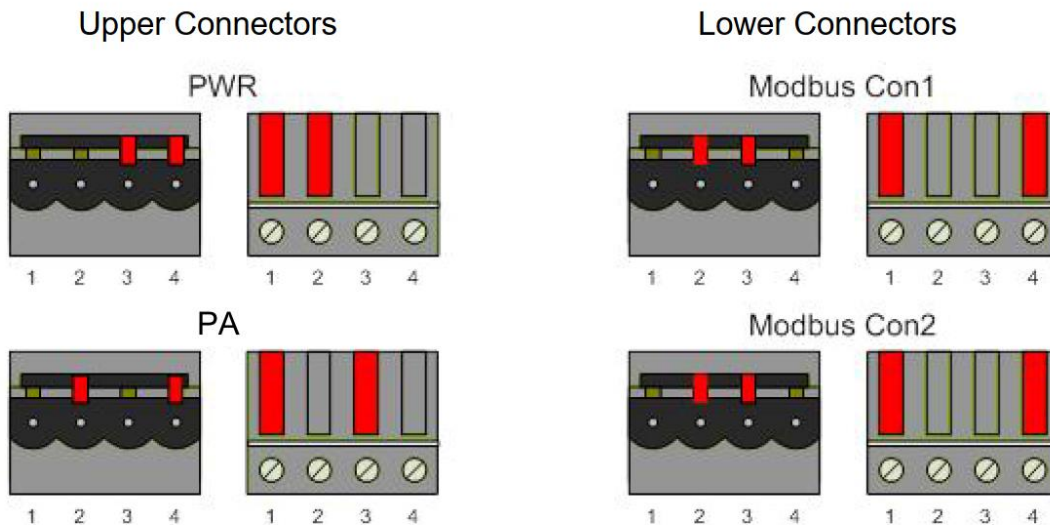 Upper Connectors
Lower Connectors
PWR
Modbus Con1
1 2 3 4
1 2 3 4
1 2 3 4
1 2 3 4
PA
Modbus Con2
1 2 3 4
1 2 3 4
1 2 3 4
1 2 3 4